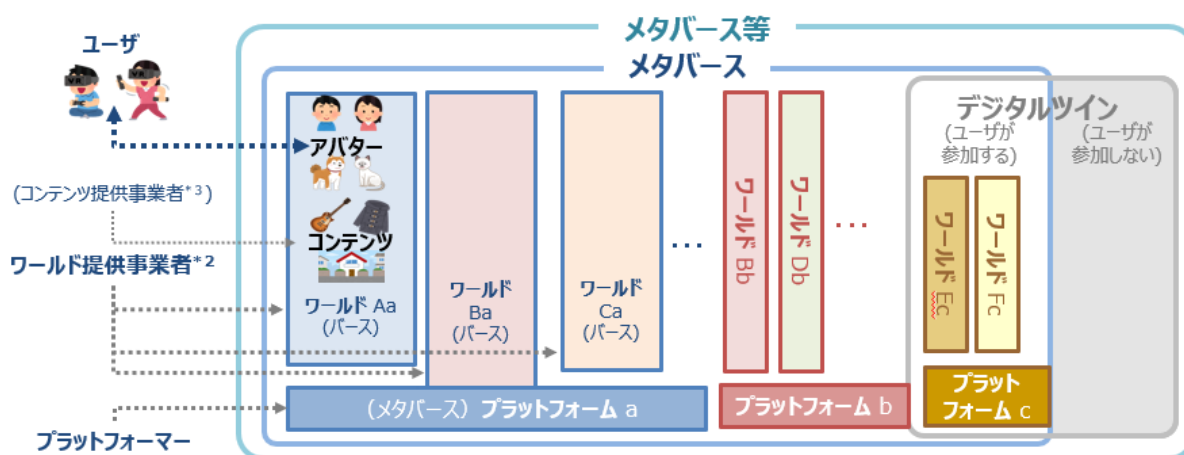 メタバース等
メタバース
ユーザ
VR
VR
アバター
(コンテンツ提供事業者*3)
コンテンツ
ワールド提供事業者*2
ワールド Aa
(バース)
ワールド
Ba
(バース)
ワールド
Ca
(バース)
…
ワールド Bb
ワールド Db
…
デジタルツイン
(ユーザが
参加する)
(ユーザが
参加しない)
ワールド Ec
ワールド Fc
(メタバース) プラットフォーム a
プラットフォーム b
プラット
フォーム c
プラットフォーマー